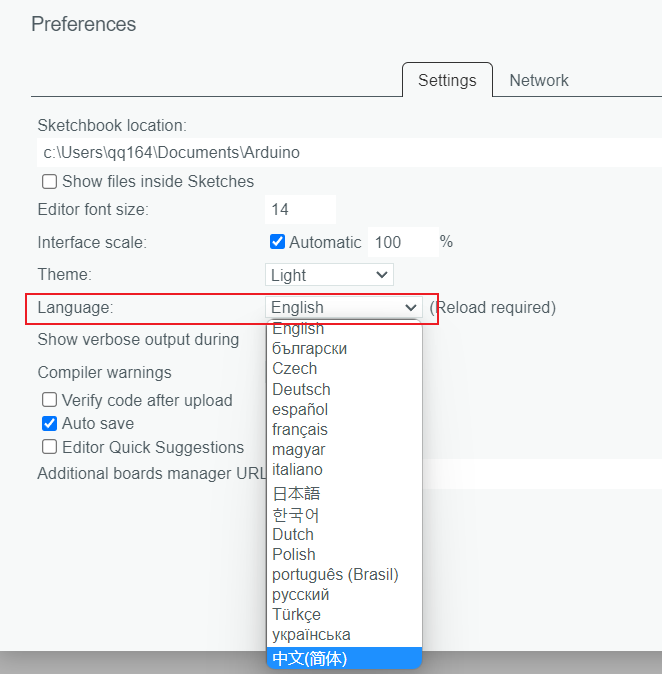 Preferences
Settings Network
Sketchbook location:
c:\Users\qq164\Documents\Arduino
Show files inside Sketches
Editor font size: 14
Interface scale: Automatic 100 %
Theme: Light
Language: English (Reload required)
Show verbose output during
Compiler warnings
Verify code after upload
Auto save
Editor Quick Suggestions
Additional boards manager URL
English
български
Czech
Deutsch
español
français
magyar
italiano
日本語
한국어
Dutch
Polish
português (Brasil)
русский
Türkçe
українська
中文(简体)